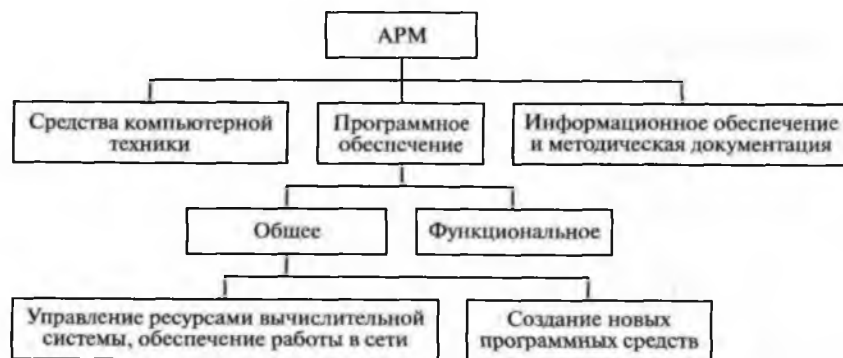 АРМ
Средства компьютерной
техники
Программное
обеспечение
Информационное обеспечение
и методическая документация
Общее
Функциональное
Управление ресурсами вычислительной
системы, обеспечение работы в сети
Создание новых
программных средств